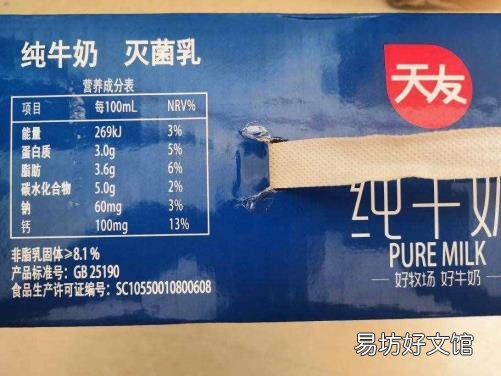 纯牛奶 灭菌乳
营养成分表
项目 每100mL NRV%
能量 269kJ 3%
蛋白质 3.0g 5%
脂肪 3.6g 6%
碳水化合物 5.0g 2%
钠 60mg 3%
钙 100mg 13%
非脂乳固体≥8.1%
产品标准号：GB 25190
食品生产许可证编号：SC10550010800608
天友
纯牛奶
PURE MILK
好牧场 好牛奶
易坊好文馆